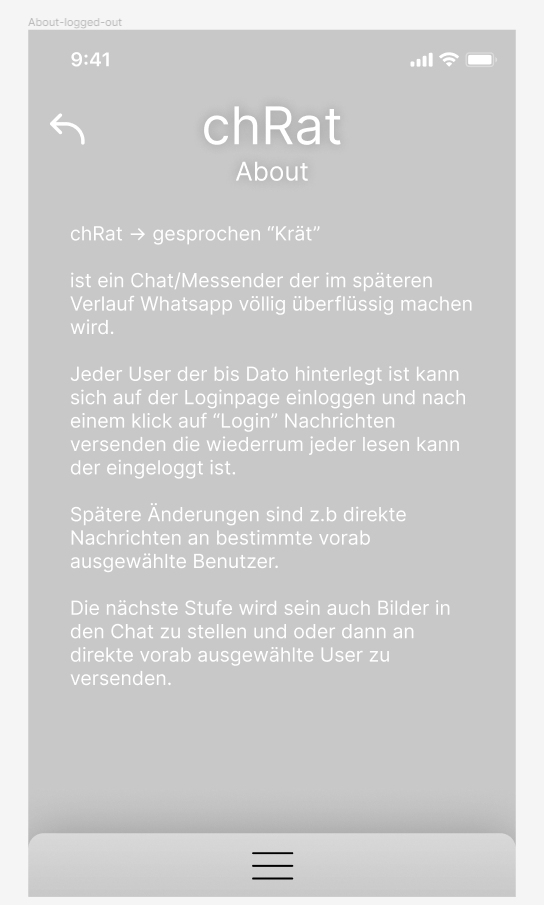 About-logged-out
9:41
chRat
About
chRat → gesprochen “Krät”
ist ein Chat/Messender der im späteren
Verlauf Whatsapp völlig überflüssig machen
wird.
Jeder User der bis Dato hinterlegt ist kann
sich auf der Loginpage einloggen und nach
einem klick auf “Login” Nachrichten
versenden die wiederrum jeder lesen kann
der eingeloggt ist.
Spätere Änderungen sind z.b direkte
Nachrichten an bestimmte vorab
ausgewählte Benutzer.
Die nächste Stufe wird sein auch Bilder in
den Chat zu stellen und oder dann an
direkte vorab ausgewählte User zu
versenden.